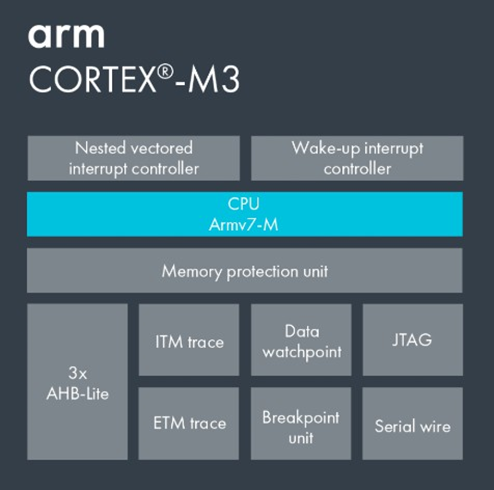 arm
CORTEX®-M3
Nested vectored
interrupt controller
Wake-up interrupt
controller
CPU
Armv7-M
Memory protection unit
3x
AHB-Lite
ITM trace
Data
watchpoint
JTAG
ETM trace
Breakpoint
unit
Serial wire